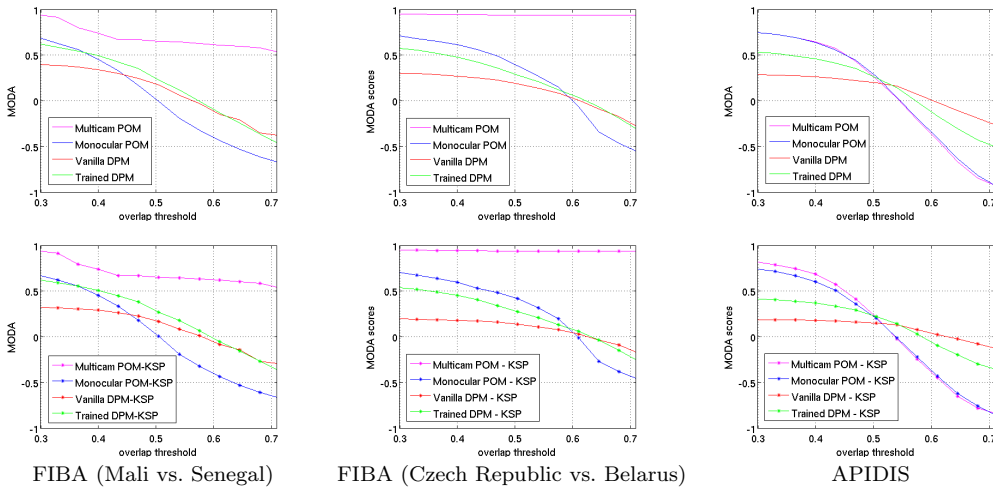 1
0.5
0
-0.5
-1
MODA
Multicam POM
Monocular POM
Vanilla DPM
Trained DPM
0.3 0.4 0.5 0.6 0.7
overlap threshold
1
0.5
0
-0.5
-1
MODA scores
Multicam POM
Monocular POM
Vanilla DPM
Trained DPM
0.3 0.4 0.5 0.6 0.7
overlap threshold
1
0.5
0
-0.5
-1
MODA
Multicam POM
Monocular POM
Vanilla DPM
Trained DPM
0.3 0.4 0.5 0.6 0.7
overlap threshold
1
0.5
0
-0.5
-1
MODA
Multicam POM-KSP
Monocular POM-KSP
Vanilla DPM-KSP
Trained DPM-KSP
0.3 0.4 0.5 0.6 0.7
overlap threshold
FIBA (Mali vs. Senegal)
1
0.5
0
-0.5
-1
MODA scores
Multicam POM - KSP
Monocular POM - KSP
Vanilla DPM - KSP
Trained DPM - KSP
0.3 0.4 0.5 0.6 0.7
overlap threshold
FIBA (Czech Republic vs. Belarus)
1
0.5
0
-0.5
-1
MODA scores
Multicam POM - KSP
Monocular POM - KSP
Vanilla DPM - KSP
Trained DPM - KSP
0.3 0.4 0.5 0.6 0.7
overlap threshold
APIDIS